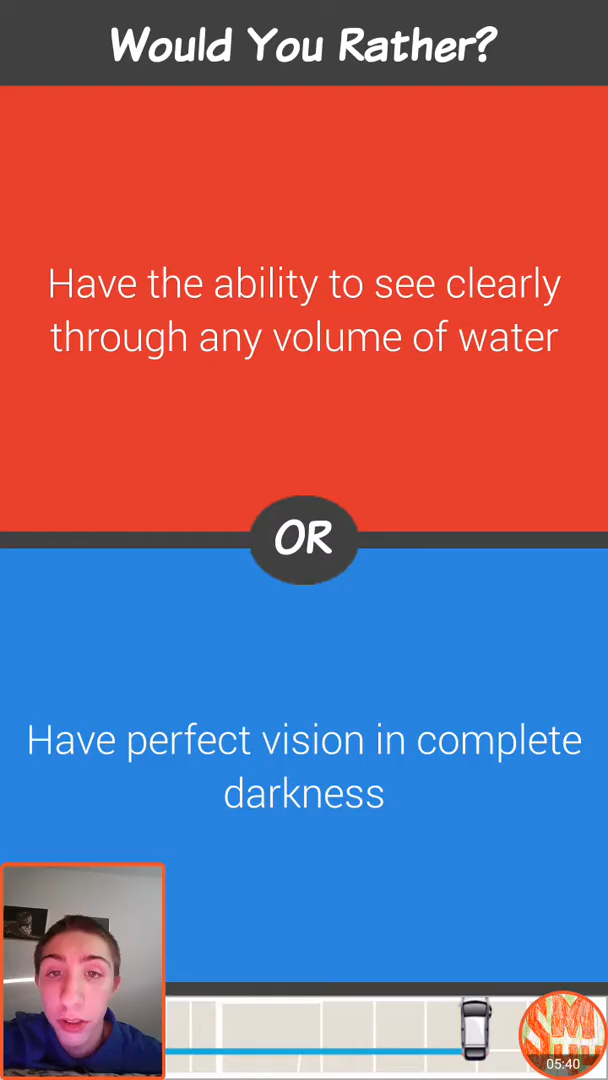 Would You Rather?
Have the ability to see clearly
through any volume of water
OR
Have perfect vision in complete
darkness
05:40